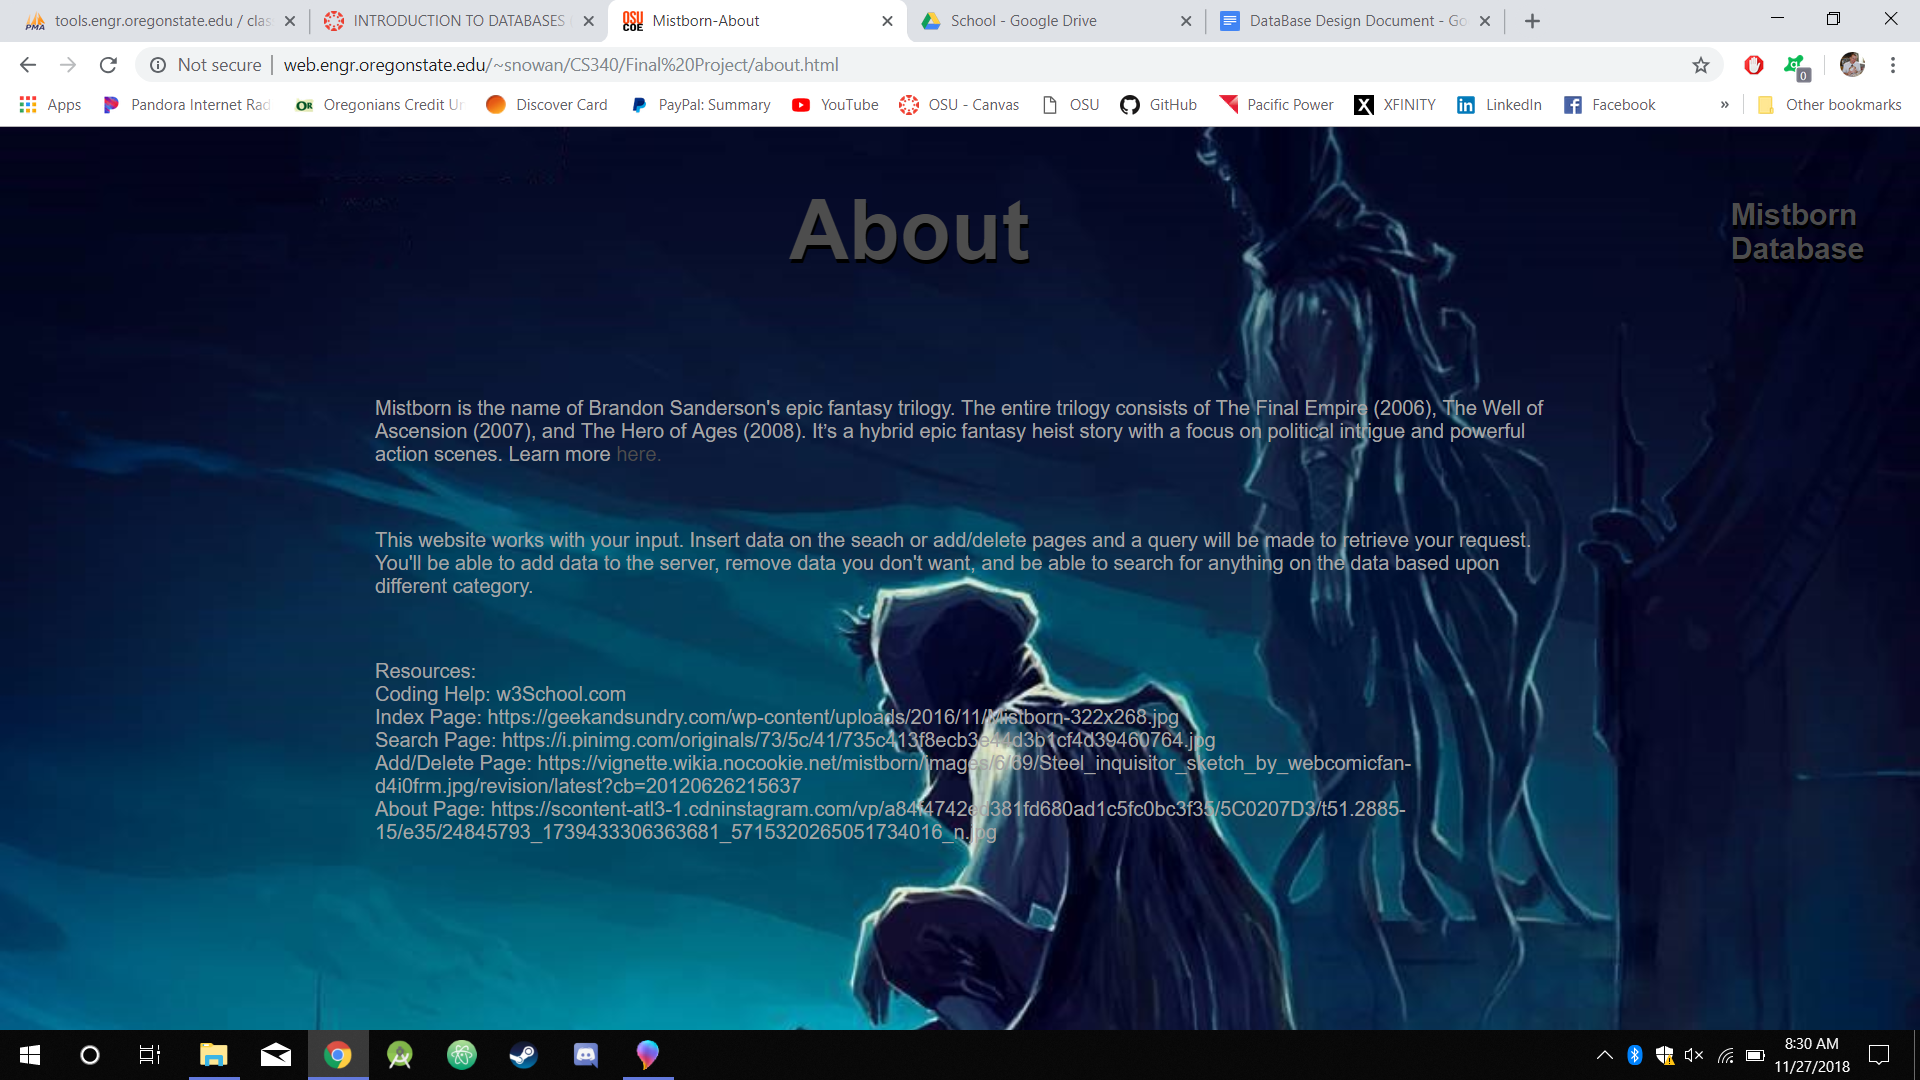 tools.engr.oregonstate.edu / clas
INTRODUCTION TO DATABASES
Mistborn-About
School - Google Drive
DataBase Design Document - Go
Not secure | web.engr.oregonstate.edu/~snowan/CS340/Final%20Project/about.html
0
Apps
Pandora Internet Rad
Oregonians Credit Un
Discover Card
PayPal: Summary
YouTube
OSU - Canvas
OSU
GitHub
Pacific Power
XFINITY
LinkedIn
Facebook
»
Other bookmarks
About
Mistborn
Database
Mistborn is the name of Brandon Sanderson's epic fantasy trilogy. The entire trilogy consists of The Final Empire (2006), The Well of
Ascension (2007), and The Hero of Ages (2008). It's a hybrid epic fantasy heist story with a focus on political intrigue and powerful
action scenes. Learn more here.
This website works with your input. Insert data on the seach or add/delete pages and a query will be made to retrieve your request.
You'll be able to add data to the server, remove data you don't want, and be able to search for anything on the data based upon
different category.
Resources:
Coding Help: w3School.com
Index Page: https://geekandsundry.com/wp-content/uploads/2016/11/Mistborn-322x268.jpg
Search Page: https://i.pinimg.com/originals/73/5c/41/735c413f8ecb3e44d3b1cf4d39460764.jpg
Add/Delete Page: https://vignette.wikia.nocookie.net/mistborn/images/6/69/Steel_inquisitor_sketch_by_webcomicfan-
d4i0frm.jpg/revision/latest?cb=20120626215637
About Page: https://scontent-atl3-1.cdninstagram.com/vp/a84f4742ed381fd680ad1c5fc0bc3f35/5C0207D3/t51.2885-
15/e35/24845793_1739433306363681_5715320265051734016_n.jpg
8:30 AM
11/27/2018